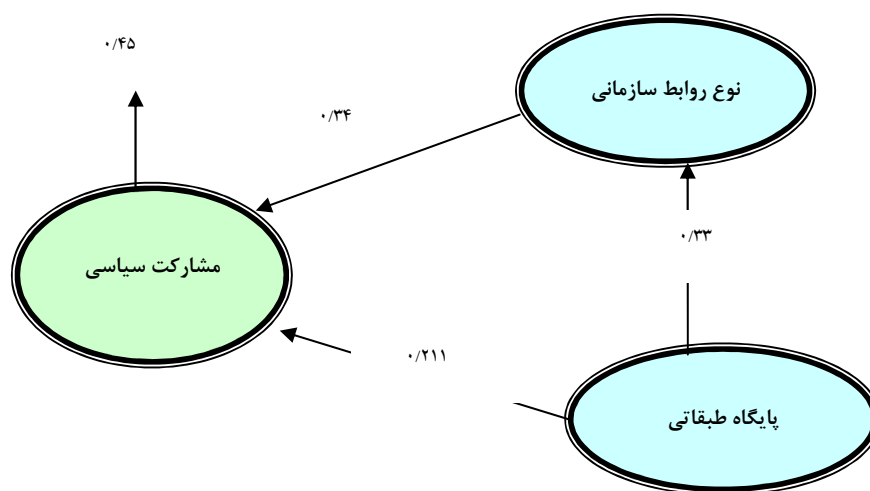 ۰/۴۵
نوع روابط سازمانی
۰/۳۴
۰/۳۳
مشارکت سیاسی
۰/۲۱۱
پایگاه طبقاتی